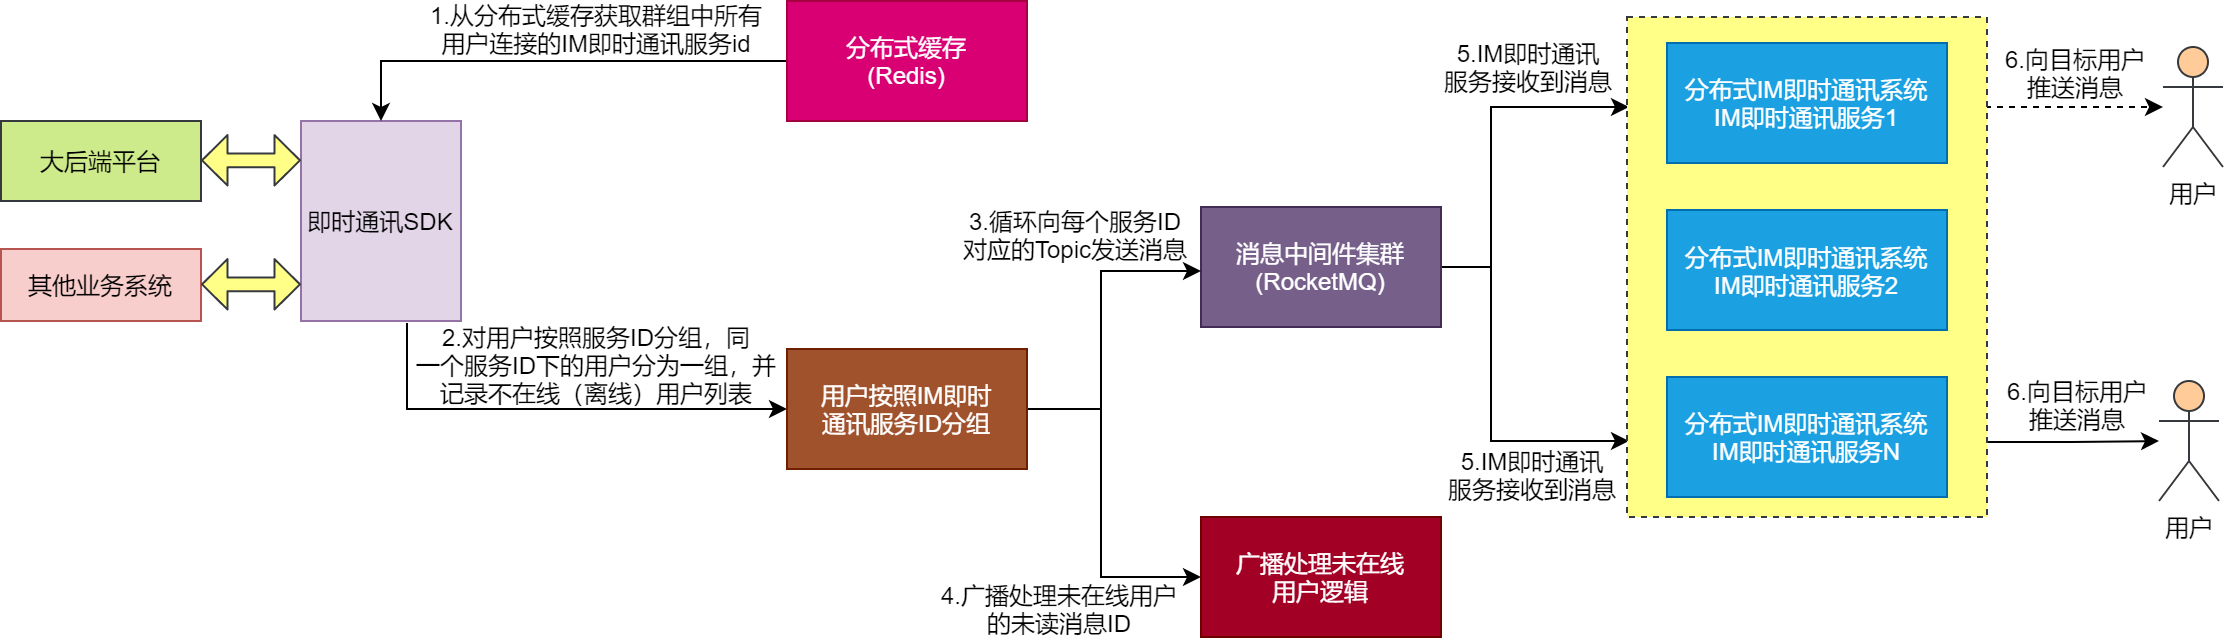 1.从分布式缓存获取群组中所有
用户连接的IM即时通讯服务id
分布式缓存
(Redis)
大后端平台
其他业务系统
即时通讯SDK
2.对用户按照服务ID分组，同
一个服务ID下的用户分为一组，并
记录不在线（离线）用户列表
用户按照IM即时
通讯服务ID分组
3.循环向每个服务ID
对应的Topic发送消息
消息中间件集群
(RocketMQ)
4.广播处理未在线用户
的未读消息ID
广播处理未在线
用户逻辑
5.IM即时通讯
服务接收到消息
5.IM即时通讯
服务接收到消息
分布式IM即时通讯系统
IM即时通讯服务1
分布式IM即时通讯系统
IM即时通讯服务2
分布式IM即时通讯系统
IM即时通讯服务N
6.向目标用户
推送消息
用户
6.向目标用户
推送消息
用户